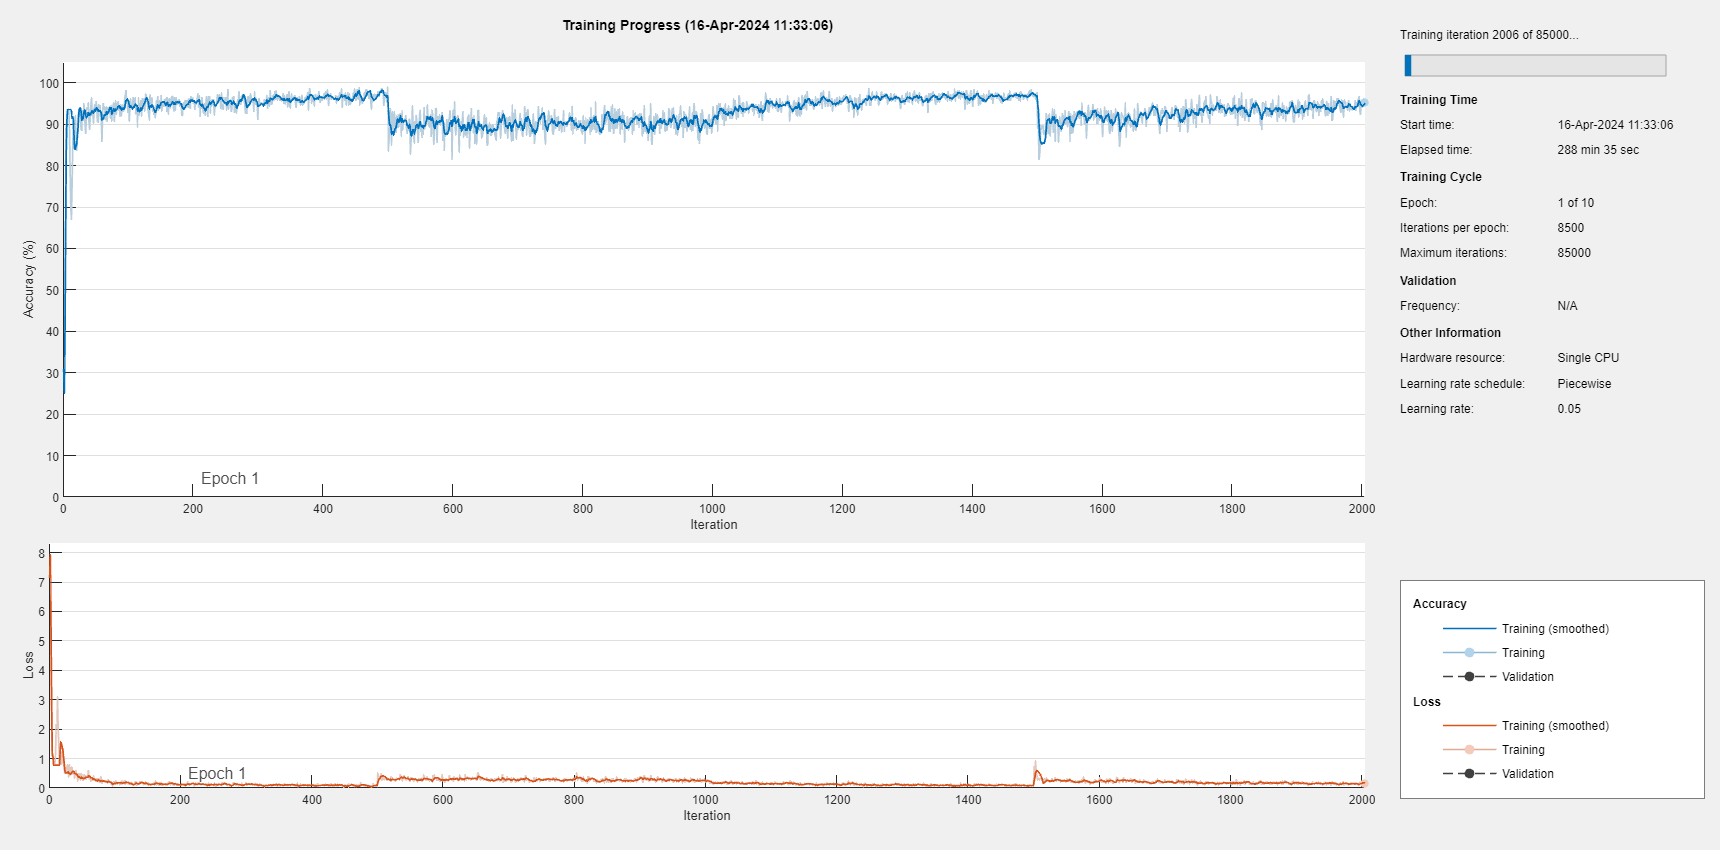 Training Progress (16-Apr-2024 11:33:06)
100
90
80
70
60
50
40
30
20
10
0
Accuracy (%)
Epoch 1
0 200 400 600 800 1000 1200 1400 1600 1800 2000
Iteration
8
7
6
5
4
3
2
1
0
Loss
Epoch 1
0 200 400 600 800 1000 1200 1400 1600 1800 2000
Iteration
Training iteration 2006 of 85000...
Training Time
Start time: 16-Apr-2024 11:33:06
Elapsed time: 288 min 35 sec
Training Cycle
Epoch: 1 of 10
Iterations per epoch: 8500
Maximum iterations: 85000
Validation
Frequency: N/A
Other Information
Hardware resource: Single CPU
Learning rate schedule: Piecewise
Learning rate: 0.05
Accuracy
Training (smoothed)
Training
Validation
Loss
Training (smoothed)
Training
Validation